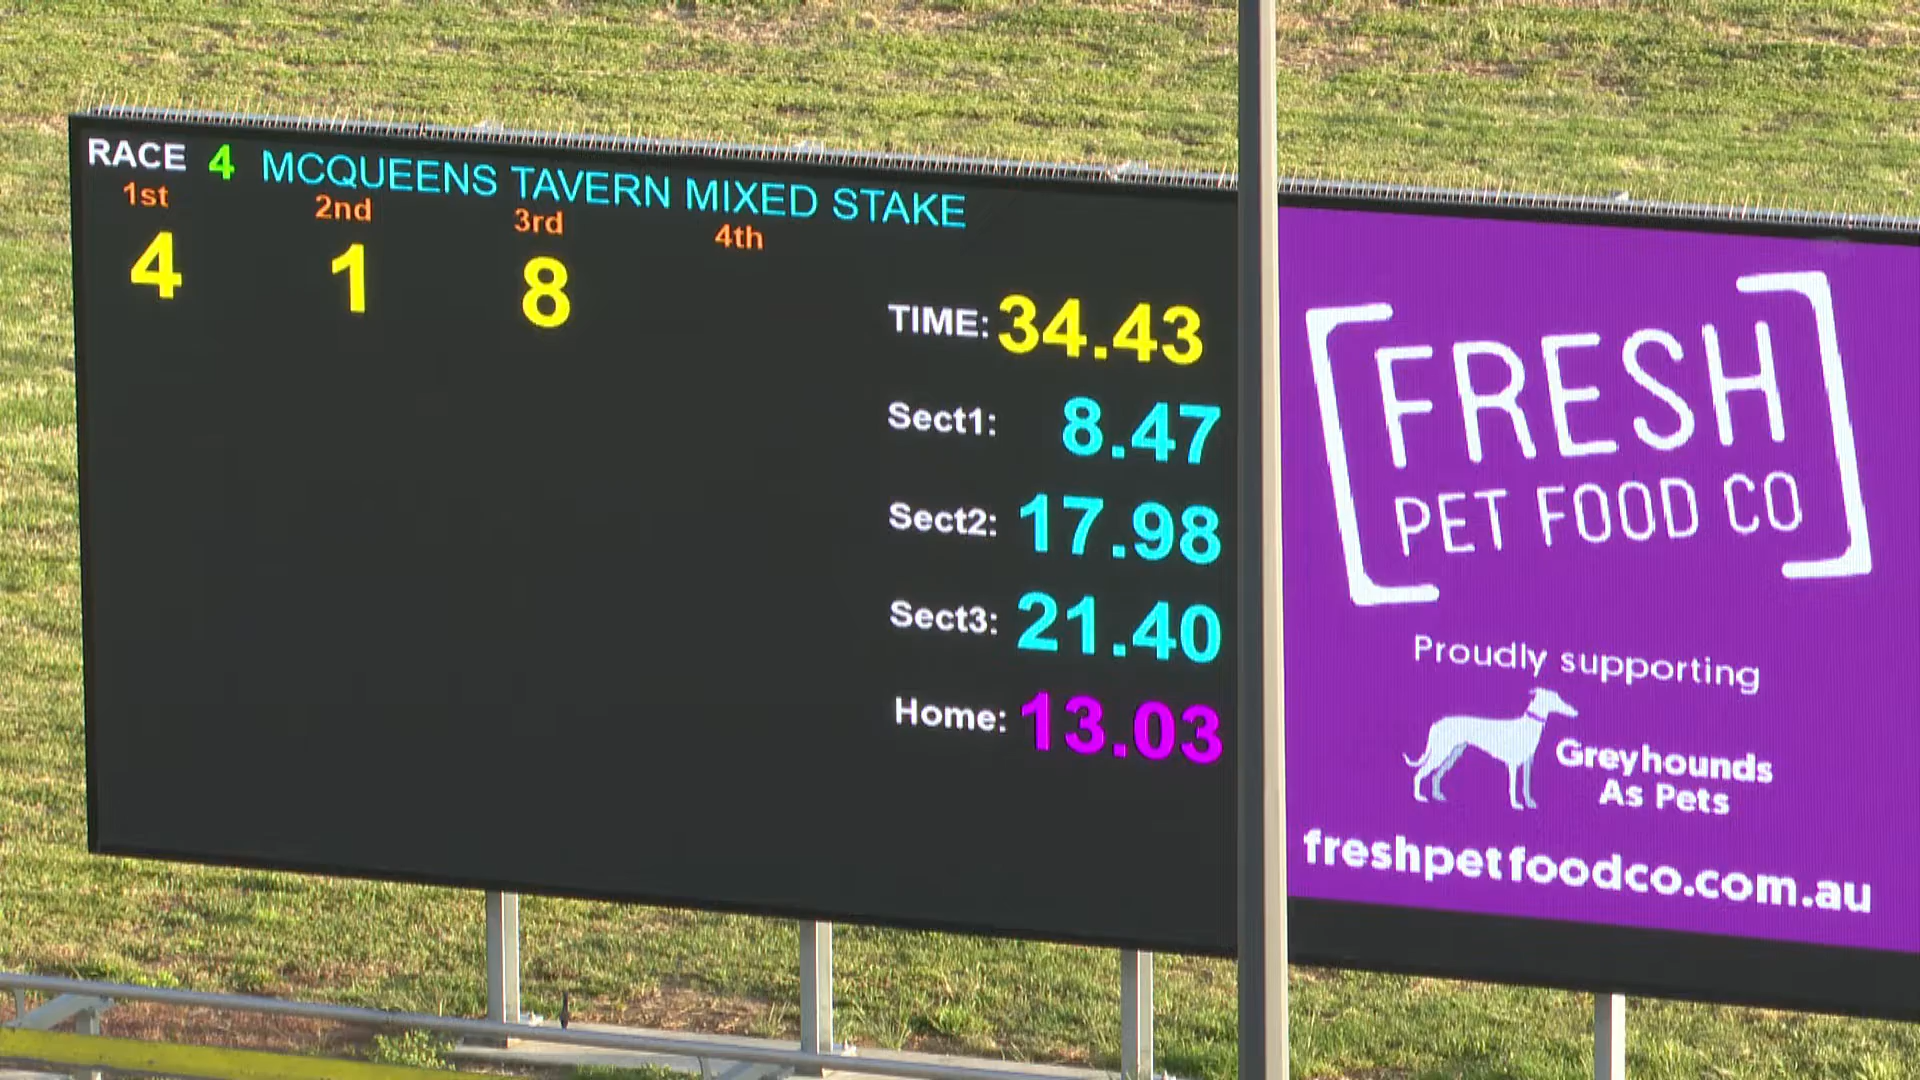 RACE 4 MCQUEENS TAVERN MIXED STAKE
1st 2nd 3rd 4th
4 1 8
TIME: 34.43
Sect1: 8.47
Sect2: 17.98
Sect3: 21.40
Home: 13.03
FRESH
PET FOOD CO
Proudly supporting
Greyhounds
As Pets
freshpetfoodco.com.au